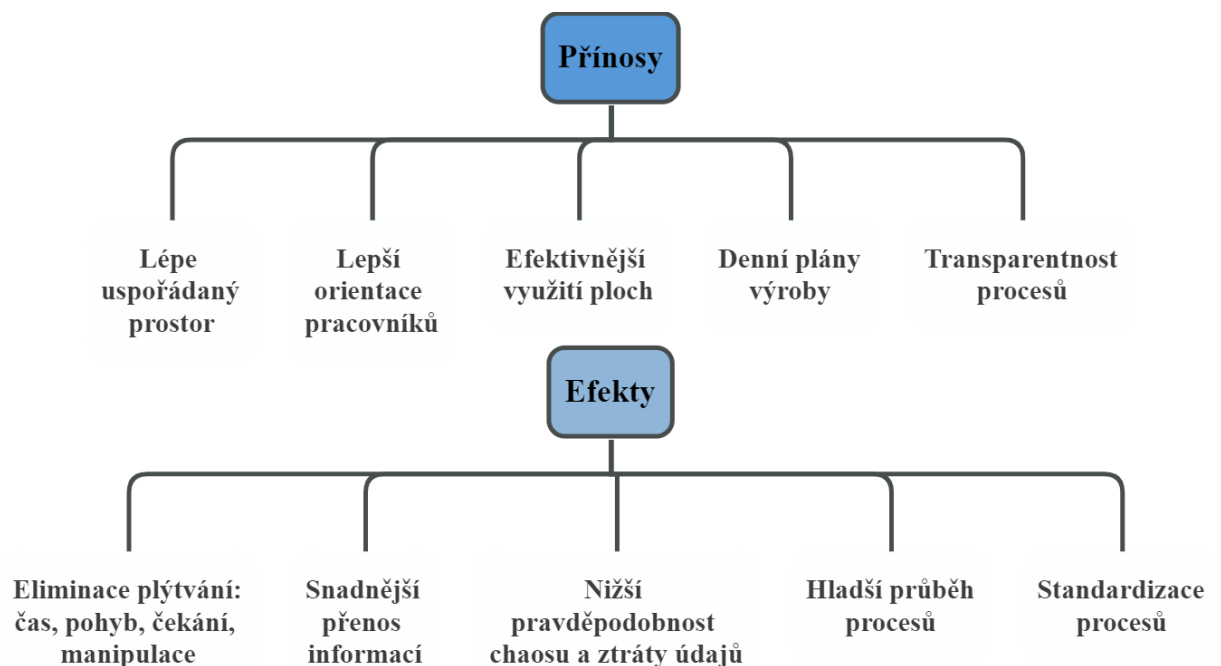 Přínosy
Lépe
uspořádaný
prostor
Lepší
orientace
pracovníků
Efektivnější
využití ploch
Denní plány
výroby
Transparentnost
procesů
Efekty
Eliminace plýtvání:
čas, pohyb, čekání,
manipulace
Snadnější
přenos
informací
Nižší
pravděpodobnost
chaosu a ztráty údajů
Hladší průběh
procesů
Standardizace
procesů